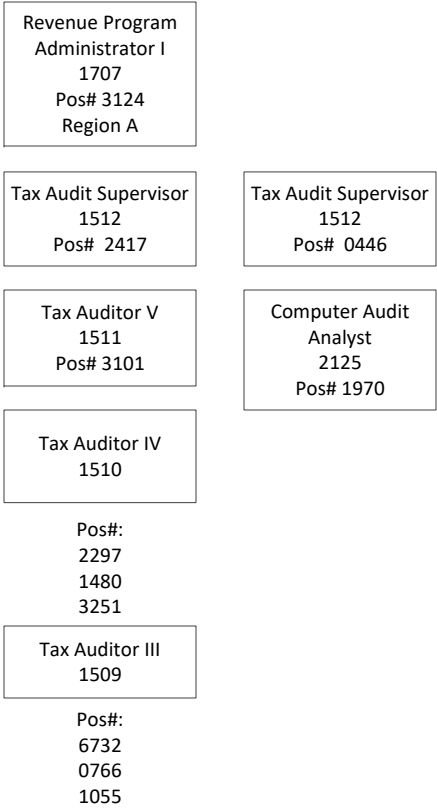 Revenue Program
Administrator I
1707
Pos# 3124
Region A
Tax Audit Supervisor
1512
Pos# 2417
Tax Audit Supervisor
1512
Pos# 0446
Tax Auditor V
1511
Pos# 3101
Computer Audit
Analyst
2125
Pos# 1970
Tax Auditor IV
1510
Pos#:
2297
1480
3251
Tax Auditor III
1509
Pos#:
6732
0766
1055